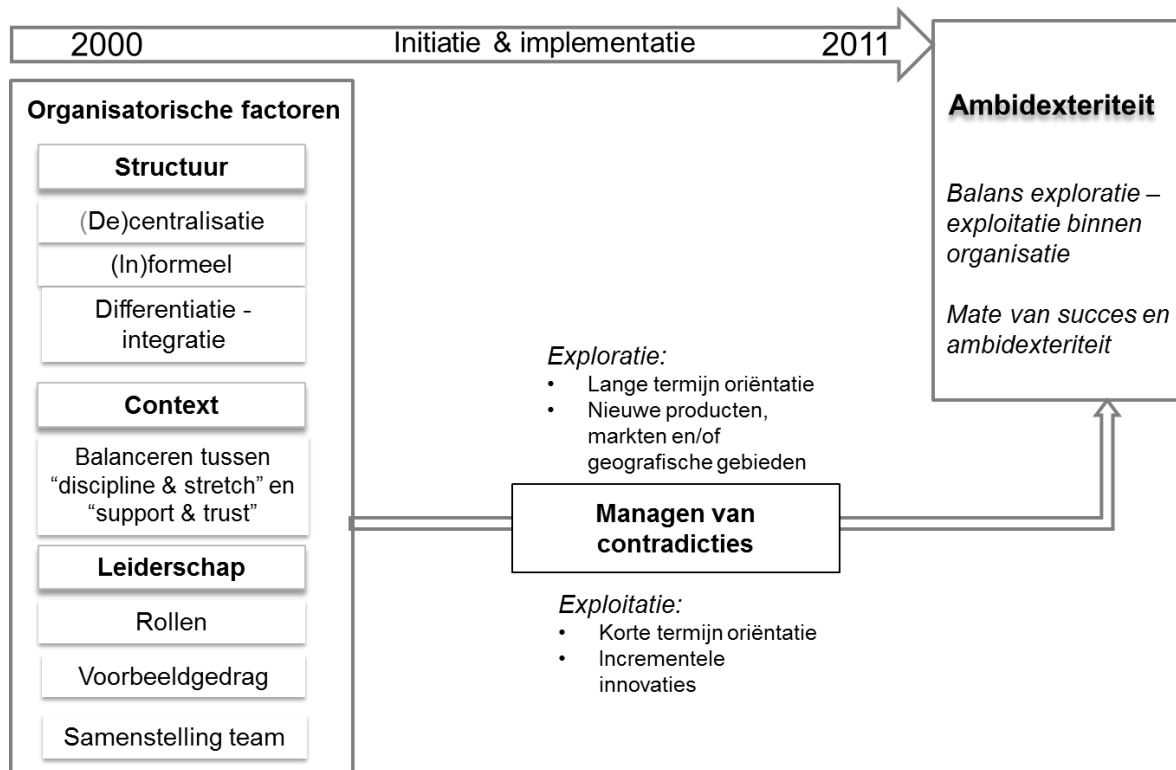 2000 Initiatie & implementatie 2011
Organisatorische factoren
Structuur
(De)centralisatie
(In)formeel
Differentiatie -
integratie
Context
Balanceren tussen
“discipline & stretch” en
“support & trust”
Leiderschap
Rollen
Voorbeeldgedrag
Samenstelling team
Exploratie:
• Lange termijn oriëntatie
• Nieuwe producten,
markten en/of
geografische gebieden
Managen van
contradicties
Exploitatie:
• Korte termijn oriëntatie
• Incrementele
innovaties
Ambidexteriteit
Balans exploratie –
exploitatie binnen
organisatie
Mate van succes en
ambidexteriteit